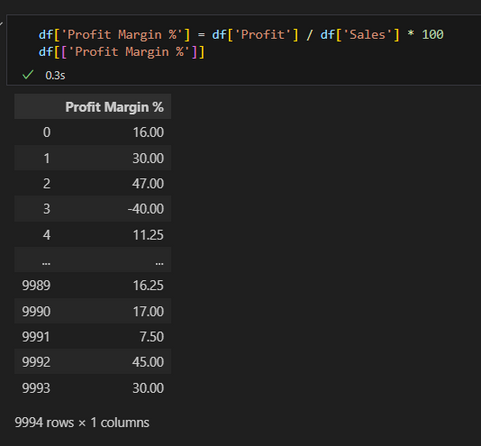 df['Profit Margin %'] = df['Profit'] / df['Sales'] * 100
df[['Profit Margin %']]
✓ 0.3s
Profit Margin %
0 16.00
1 30.00
2 47.00
3 -40.00
4 11.25
... ...
9989 16.25
9990 17.00
9991 7.50
9992 45.00
9993 30.00
9994 rows × 1 columns